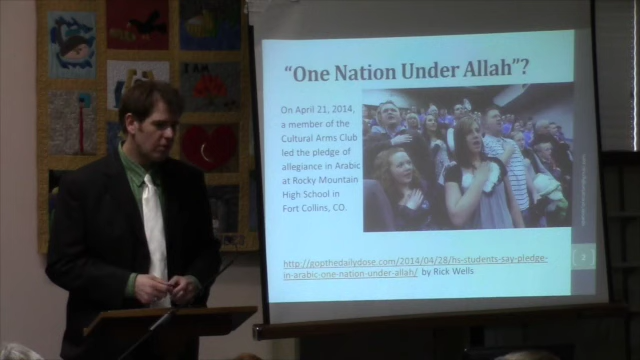 "One Nation Under Allah"?
On April 21, 2014,
a member of the
Cultural Arms Club
led the pledge of
allegiance in Arabic
at Rocky Mountain
High School in
Fort Collins, CO.
http://gopthedailydose.com/2014/04/28/hs-students-say-pledge-
in-arabic-one-nation-under-allah/ by Rick Wells
I AM